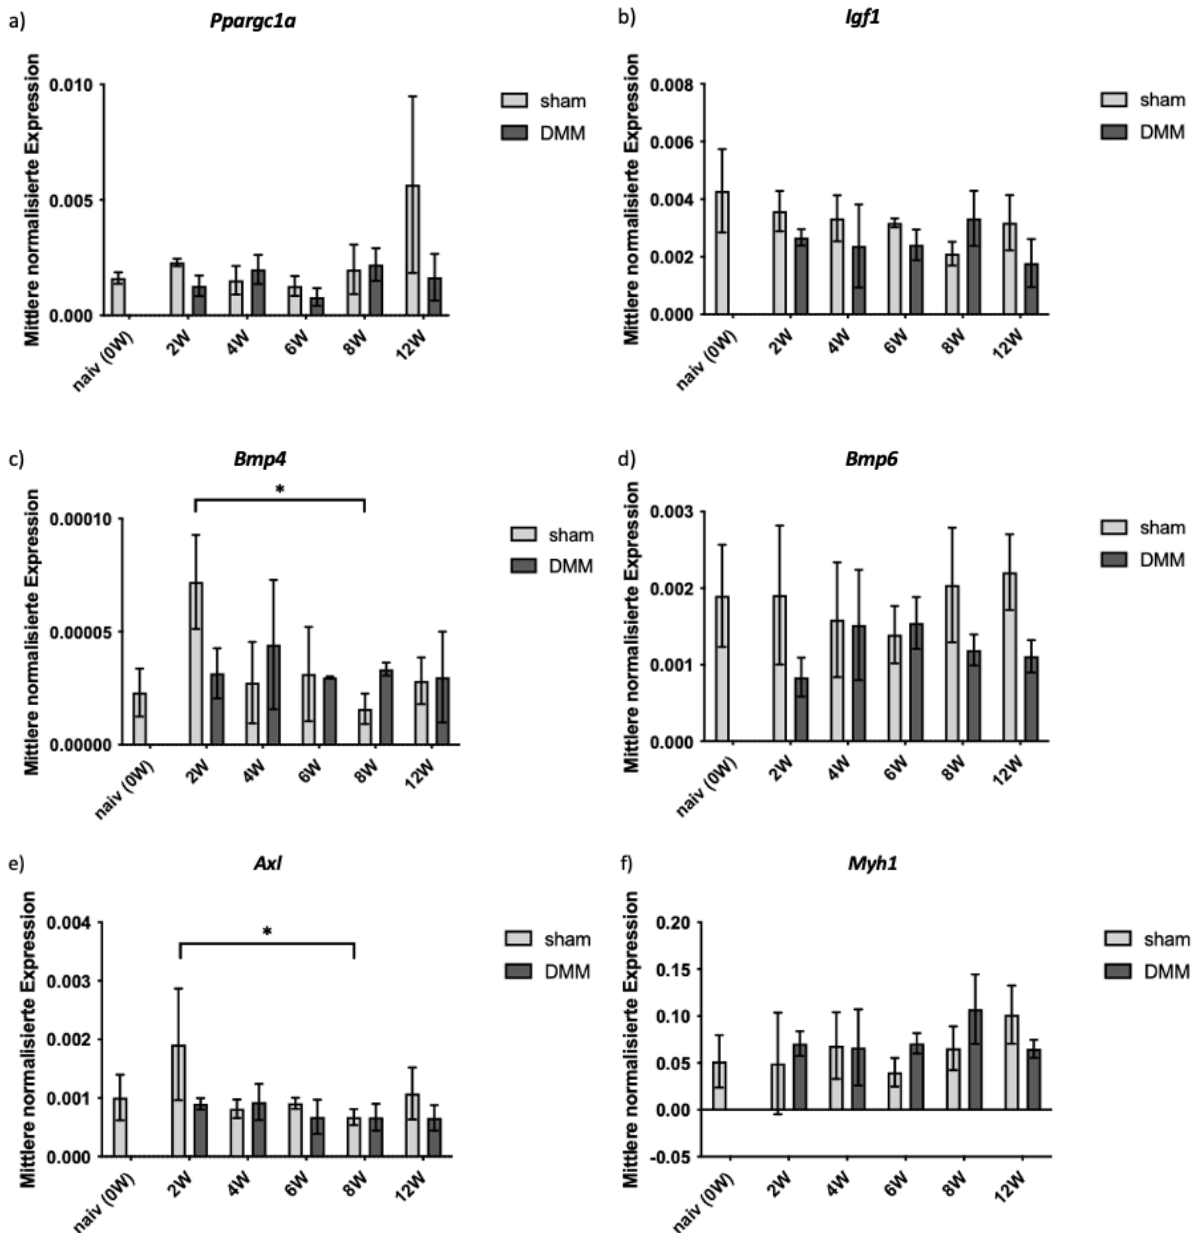 a)
Ppargc1a
Mittlere normalisierte Expression
0.010
0.005
0.000
naiv (0W)
2W
4W
6W
8W
12W
sham
DMM
b)
Igf1
Mittlere normalisierte Expression
0.008
0.006
0.004
0.002
0.000
naiv (0W)
2W
4W
6W
8W
12W
sham
DMM
c)
Bmp4
Mittlere normalisierte Expression
*
0.00010
0.00005
0.00000
naiv (0W)
2W
4W
6W
8W
12W
sham
DMM
d)
Bmp6
Mittlere normalisierte Expression
0.003
0.002
0.001
0.000
naiv (0W)
2W
4W
6W
8W
12W
sham
DMM
e)
Axl
Mittlere normalisierte Expression
*
0.004
0.003
0.002
0.001
0.000
naiv (0W)
2W
4W
6W
8W
12W
sham
DMM
f)
Myh1
Mittlere normalisierte Expression
0.20
0.15
0.10
0.05
0.00
-0.05
naiv (0W)
2W
4W
6W
8W
12W
sham
DMM